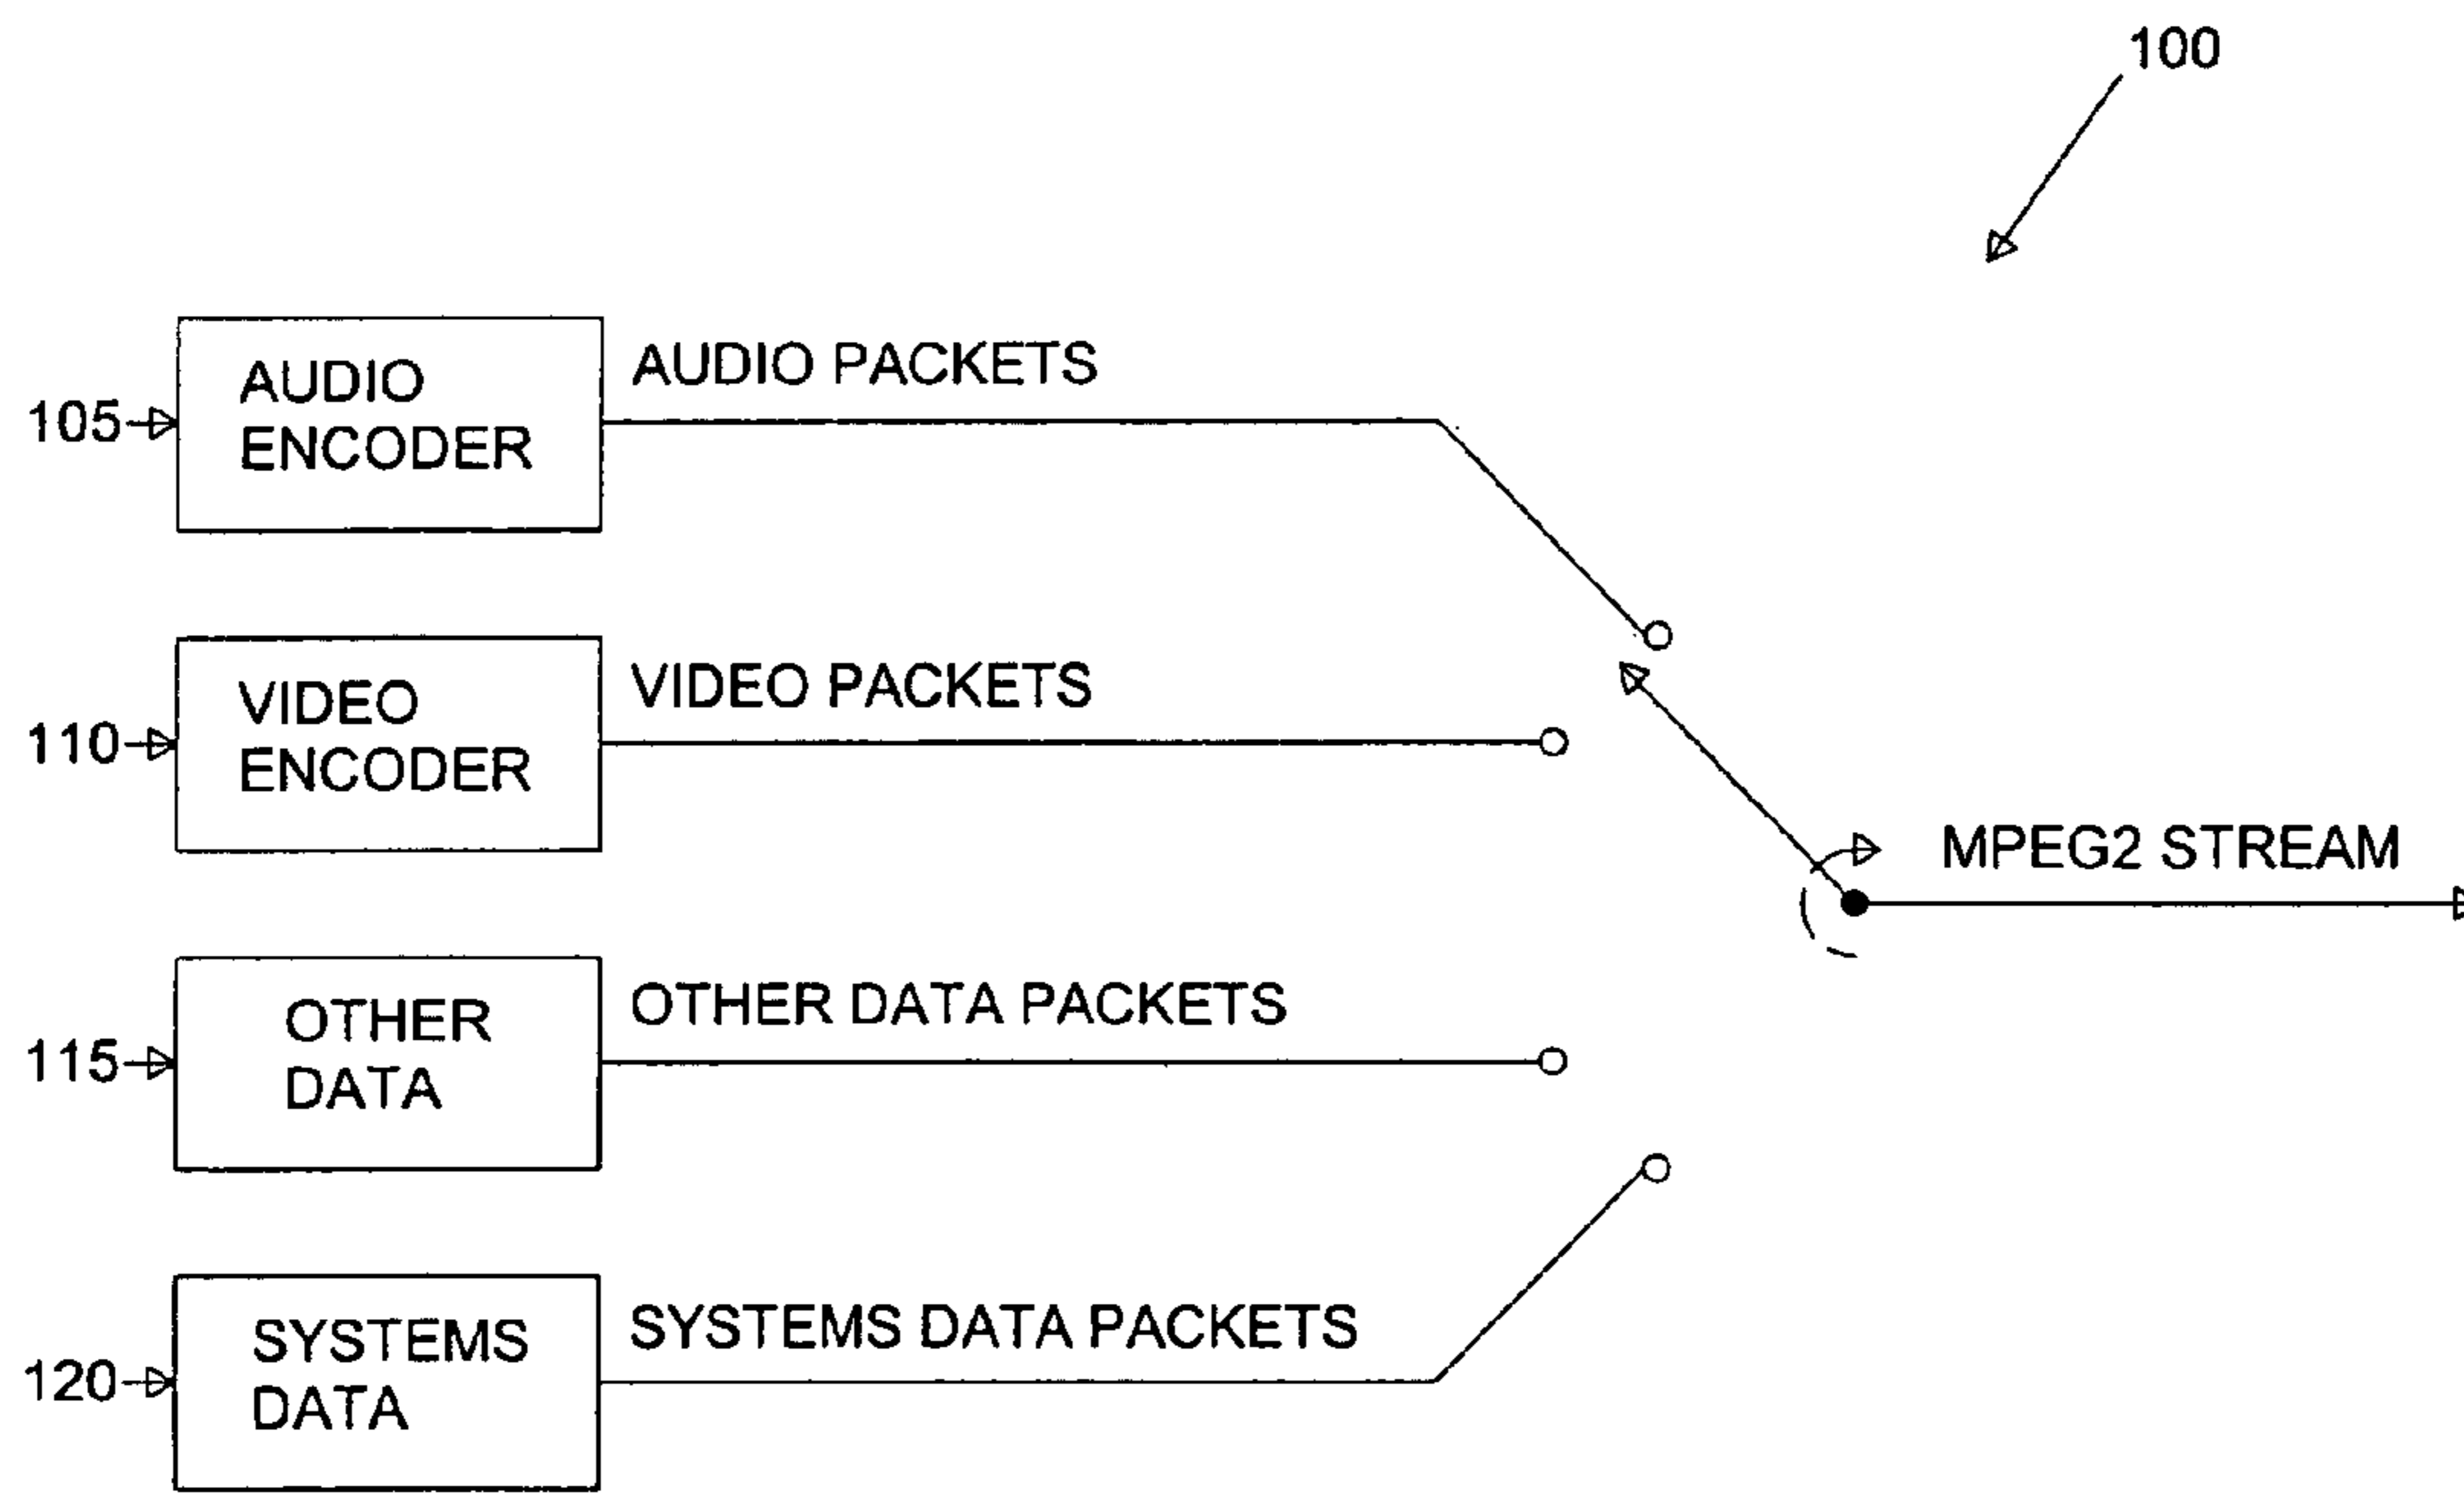 100
105
AUDIO
ENCODER
AUDIO PACKETS
110
VIDEO
ENCODER
VIDEO PACKETS
MPEG2 STREAM
115
OTHER
DATA
OTHER DATA PACKETS
120
SYSTEMS
DATA
SYSTEMS DATA PACKETS